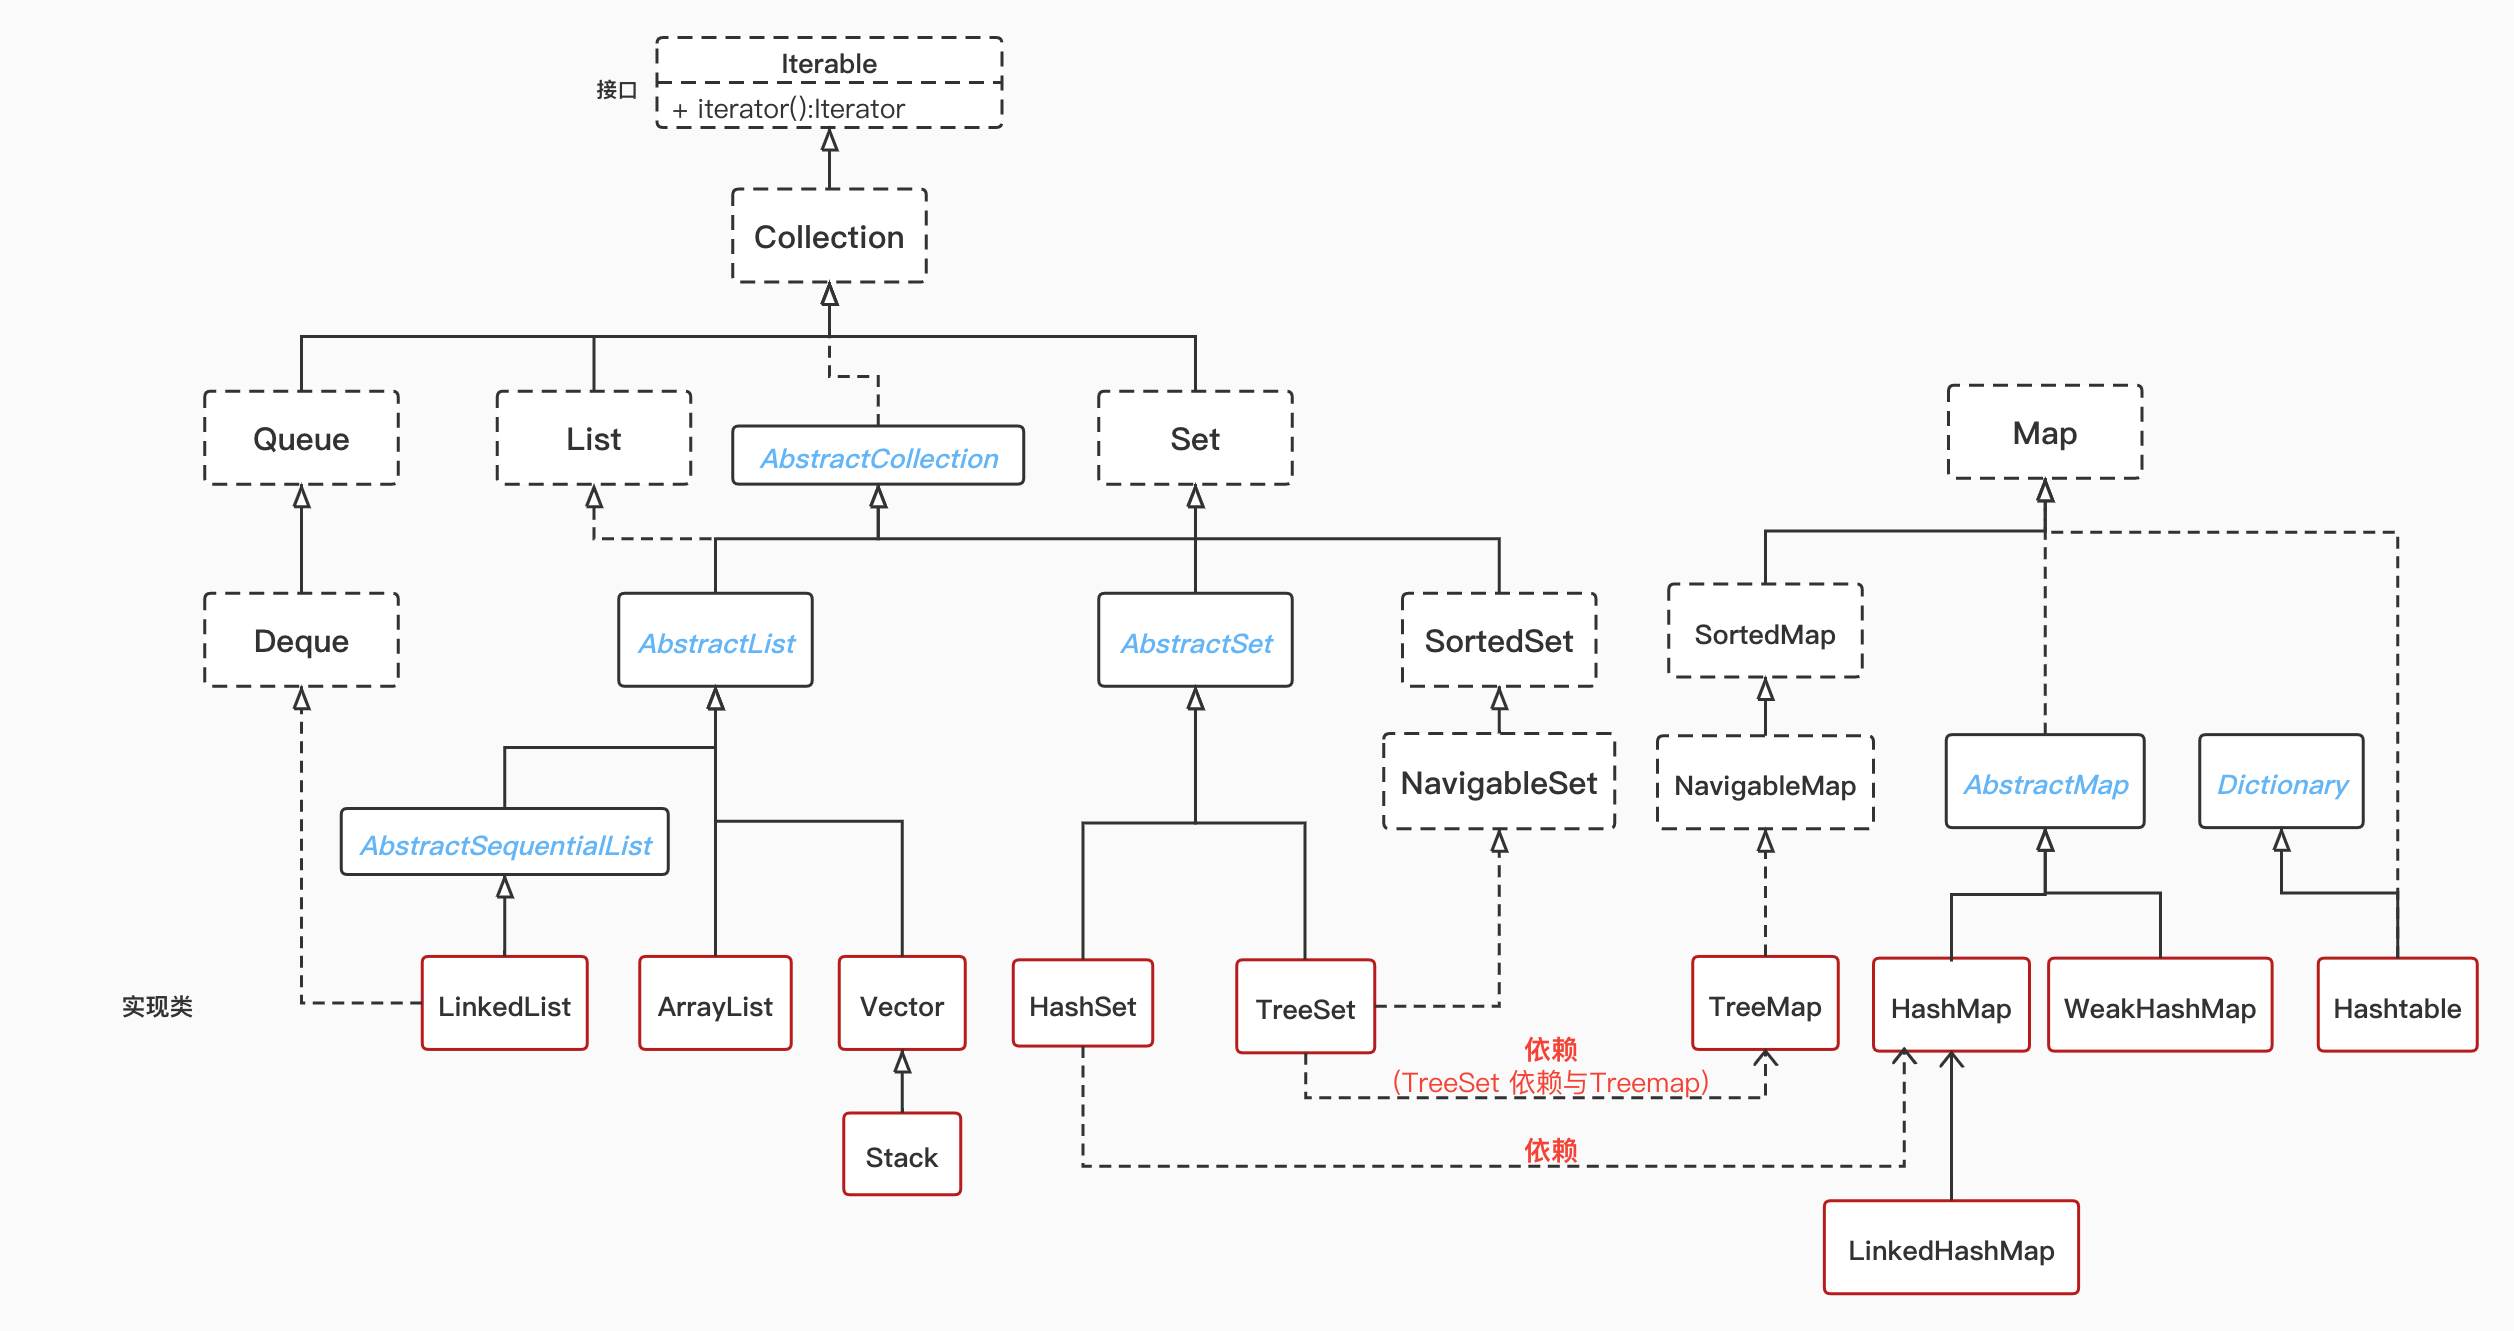 Iterable
接口
+ iterator():Iterator
Collection
Queue
List
AbstractCollection
Set
Map
Deque
AbstractList
AbstractSet
SortedSet
SortedMap
NavigableSet
NavigableMap
AbstractMap
Dictionary
AbstractSequentialList
实现类
LinkedList
ArrayList
Vector
HashSet
TreeSet
TreeMap
HashMap
WeakHashMap
Hashtable
依赖
(TreeSet 依赖与Treemap)
依赖
Stack
LinkedHashMap